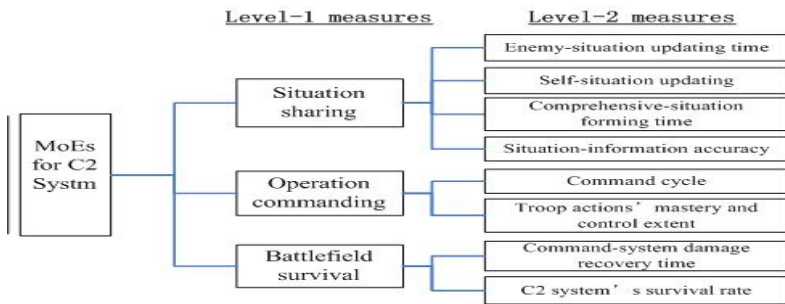 Level-1 measures
Level-2 measures
MoEs
for C2
Systm
Situation
sharing
Enemy-situation updating time
Self-situation updating
Comprehensive-situation
forming time
Situation-information accuracy
Operation
commanding
Command cycle
Troop actions’ mastery and
control extent
Battlefield
survival
Command-system damage
recovery time
C2 system’s survival rate